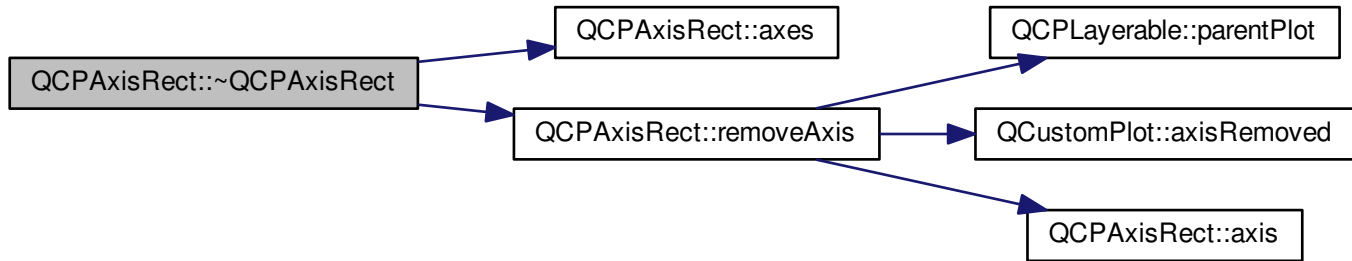 QCPAxisRect::~QCPAxisRect
QCPAxisRect::axes
QCPAxisRect::removeAxis
QCPLayerable::parentPlot
QCustomPlot::axisRemoved
QCPAxisRect::axis